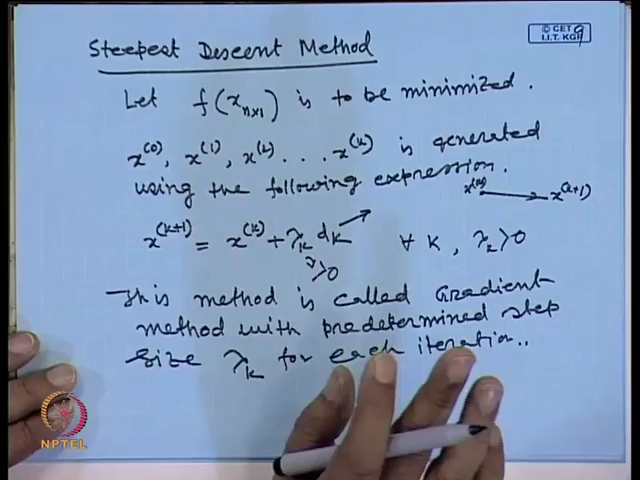 © CET
I.I.T. KGP
9
Steepest Descent Method
Let f(x_{n×1}) is to be minimized.
x^{(0)}, x^{(1)}, x^{(2)}. . . . x^{(k)} is generated
using the following expression.
x^{(k)} → x^{(k+1)}
x^{(k+1)} = x^{(k)} + λ_k d_k ∀ k, λ_k>0
λ>0
This method is called Gradient
method with predetermined step
size λ_k for each iteration..
NPTEL